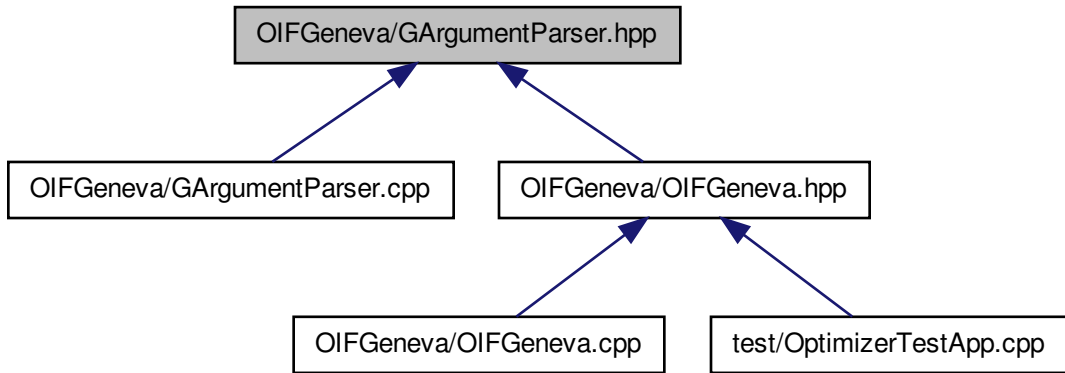 OIFGeneva/GArgumentParser.hpp
OIFGeneva/GArgumentParser.cpp
OIFGeneva/OIFGeneva.hpp
OIFGeneva/OIFGeneva.cpp
test/OptimizerTestApp.cpp